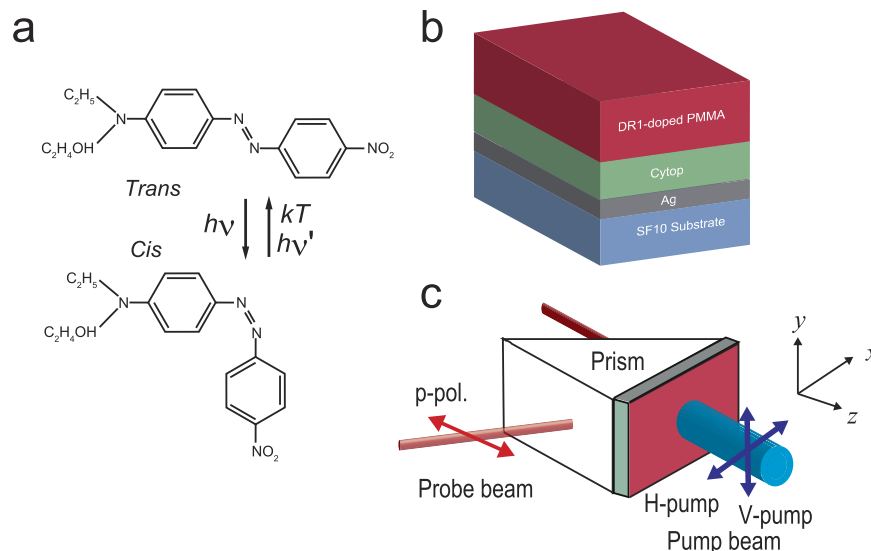 a
C₂H₅
N
C₂H₄OH
N
N
NO₂
Trans
hν
kT
hν'
Cis
C₂H₅
N
C₂H₄OH
N
N
NO₂
b
DR1-doped PMMA
Cytop
Ag
SF10 Substrate
c
Prism
p-pol.
Probe beam
H-pump
V-pump
Pump beam
y
x
z